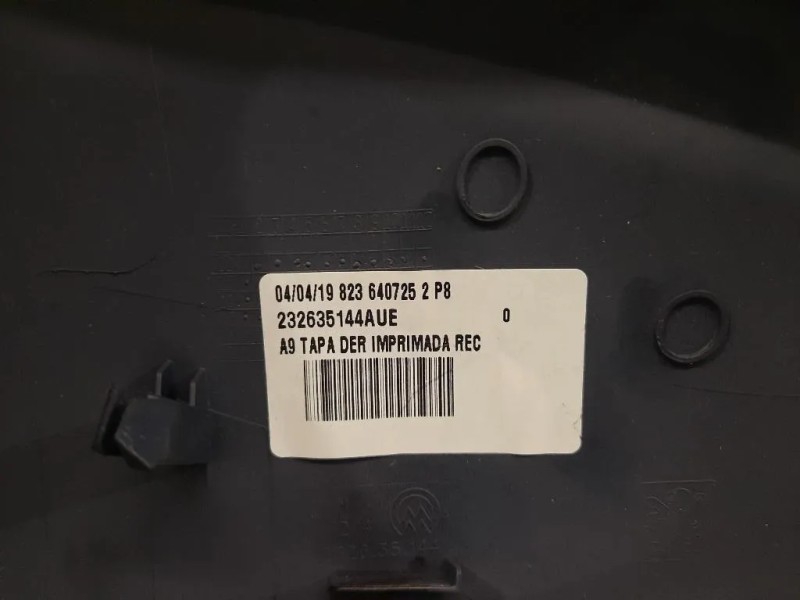 04/04/19 823 640725 2 P8
232635144AUE 0
A9 TAPA DER IMPRIMADA REC